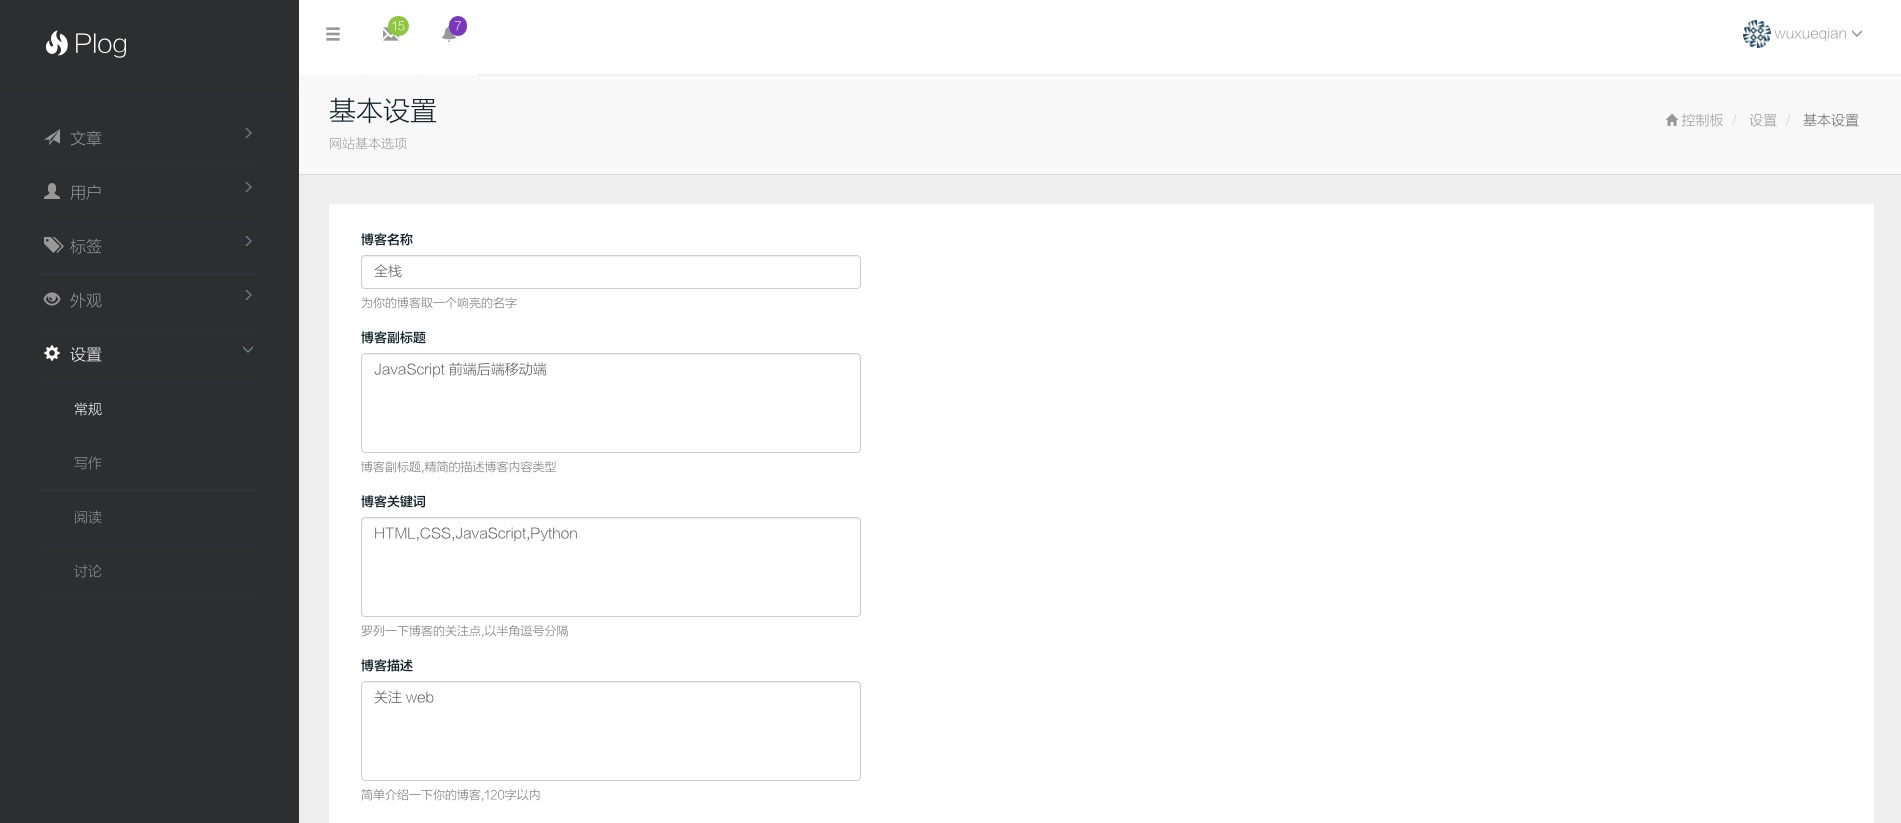 Plog
文章
用户
标签
外观
设置
常规
写作
阅读
讨论
15
7
wuxueqian
基本设置
网站基本选项
控制板 / 设置 / 基本设置
博客名称
全栈
为你的博客取一个响亮的名字
博客副标题
JavaScript 前端后端移动端
博客副标题,精简的描述博客内容类型
博客关键词
HTML,CSS,JavaScript,Python
罗列一下博客的关注点,以半角逗号分隔
博客描述
关注 web
简单介绍一下你的博客,120字以内